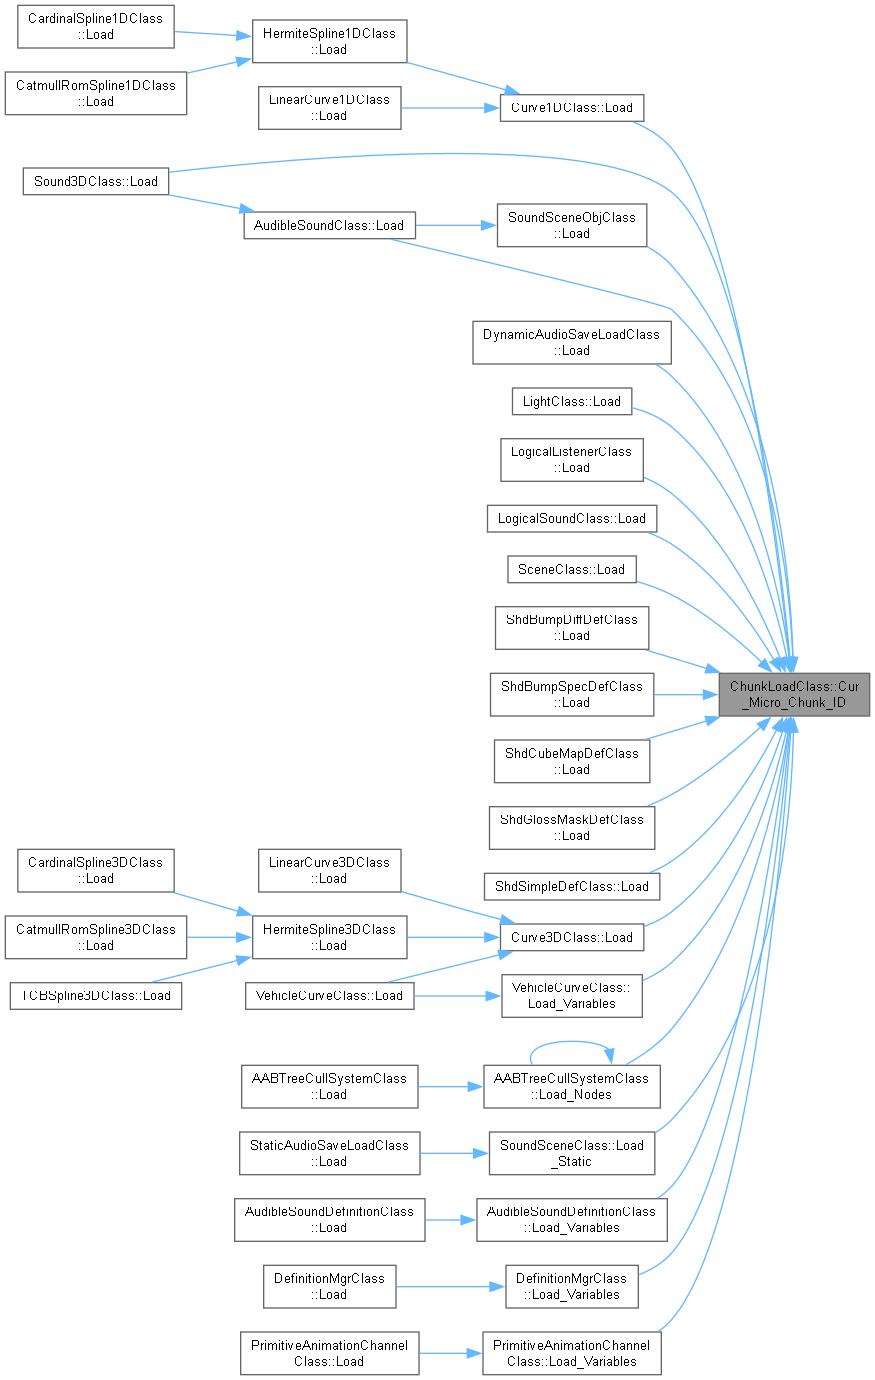 CardinalSpline1DClass
::Load
HermiteSpline1DClass
::Load
CatmullRomSpline1DClass
::Load
LinearCurve1DClass
::Load
Curve1DClass::Load
Sound3DClass::Load
AudibleSoundClass::Load
SoundSceneObjClass
::Load
DynamicAudioSaveLoadClass
::Load
LightClass::Load
LogicalListenerClass
::Load
LogicalSoundClass::Load
SceneClass::Load
ShdBumpDiffDefClass
::Load
ShdBumpSpecDefClass
::Load
ChunkLoadClass::Cur
_Micro_Chunk_ID
ShdCubeMapDefClass
::Load
ShdGlossMaskDefClass
::Load
ShdSimpleDefClass::Load
CardinalSpline3DClass
::Load
LinearCurve3DClass
::Load
CatmullRomSpline3DClass
::Load
HermiteSpline3DClass
::Load
Curve3DClass::Load
TCBSpline3DClass::Load
VehicleCurveClass::Load
VehicleCurveClass::
Load_Variables
AABTreeCullSystemClass
::Load
AABTreeCullSystemClass
::Load_Nodes
StaticAudioSaveLoadClass
::Load
SoundSceneClass::Load
_Static
AudibleSoundDefinitionClass
::Load
AudibleSoundDefinitionClass
::Load_Variables
DefinitionMgrClass
::Load
DefinitionMgrClass
::Load_Variables
PrimitiveAnimationChannel
Class::Load
PrimitiveAnimationChannel
Class::Load_Variables